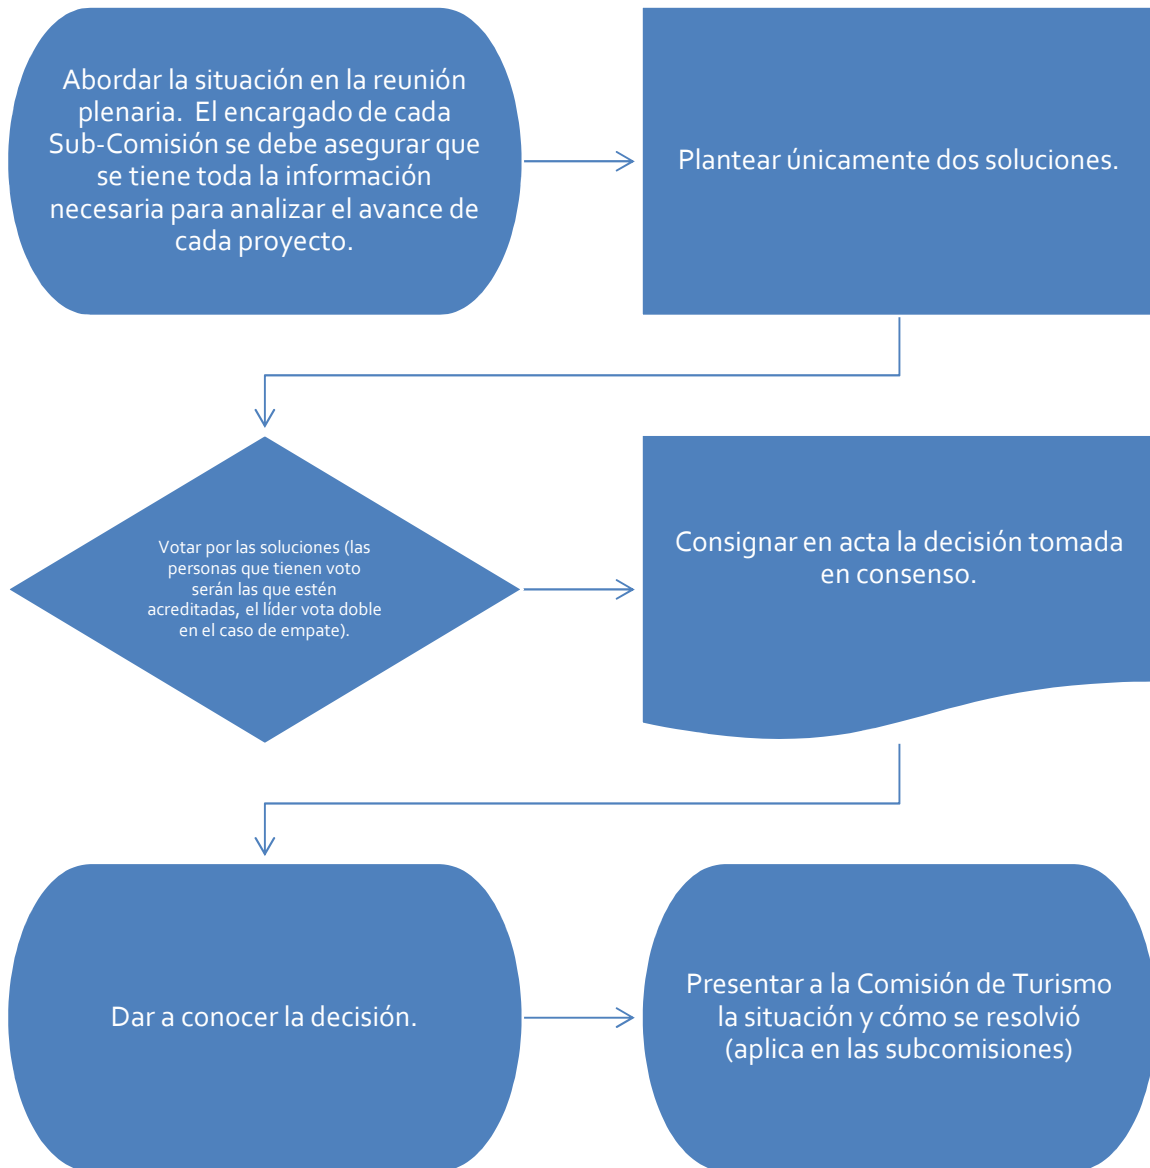 Abordar la situación en la reunión
plenaria.  El encargado de cada
Sub-Comisión se debe asegurar que
se tiene toda la información
necesaria para analizar el avance de
cada proyecto.
Plantear únicamente dos soluciones.
Votar por las soluciones (las
personas que tienen voto
serán las que estén
acreditadas, el líder vota doble
en el caso de empate).
Consignar en acta la decisión tomada
en consenso.
Dar a conocer la decisión.
Presentar a la Comisión de Turismo
la situación y cómo se resolvió
(aplica en las subcomisiones)